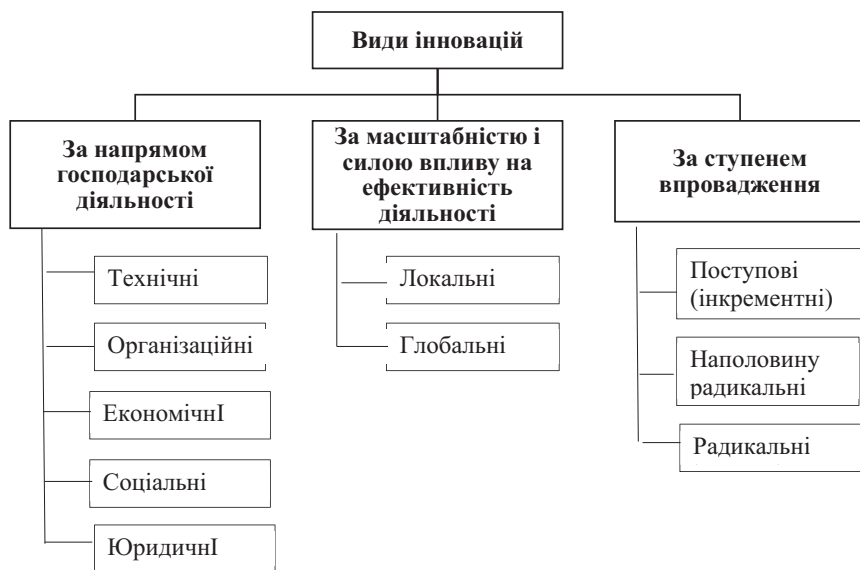 Види інновацій
За напрямом
господарської
діяльності
Технічні
Організаційні
ЕкономічнІ
Соціальні
ЮридичнІ
За масштабністю і
силою впливу на
ефективність
діяльності
Локальні
Глобальні
За ступенем
впровадження
Поступові
(інкрементні)
Наполовину
радикальні
Радикальні